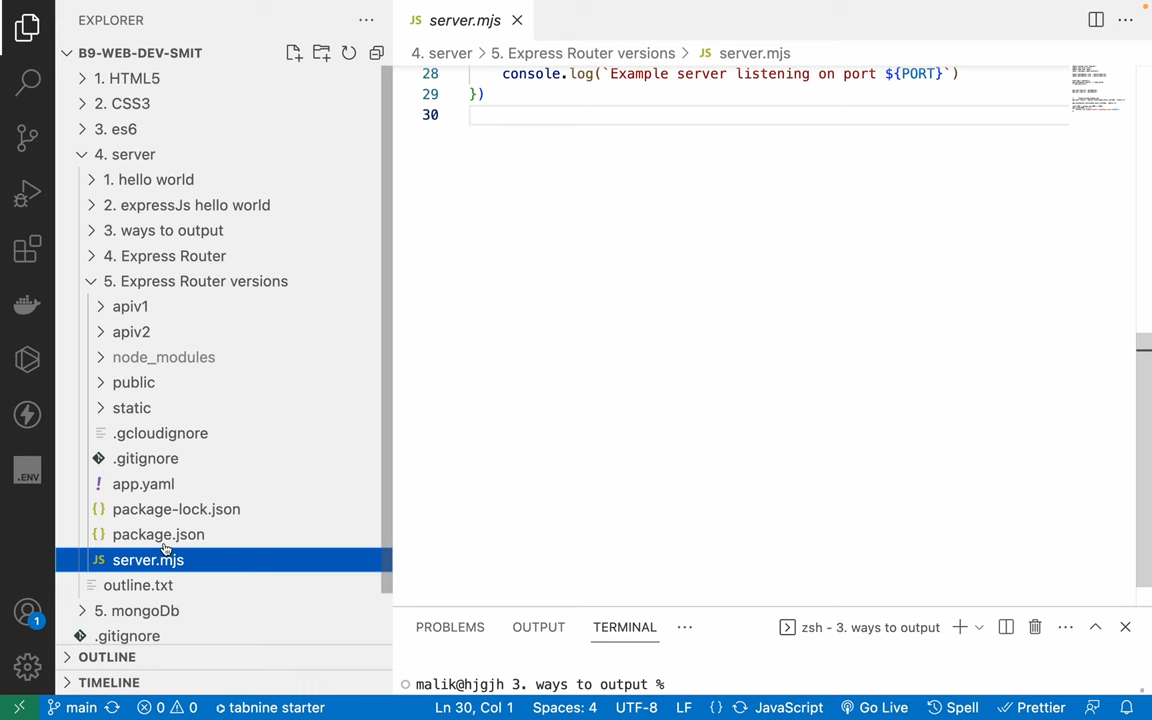 EXPLORER
B9-WEB-DEV-SMIT
1. HTML5
2. CSS3
3. es6
4. server
1. hello world
2. expressJs hello world
3. ways to output
4. Express Router
5. Express Router versions
apiv1
apiv2
node_modules
public
static
.gcloudignore
.gitignore
app.yaml
package-lock.json
package.json
JS server.mjs
outline.txt
5. mongoDb
.gitignore
OUTLINE
TIMELINE
.ENV
1
JS server.mjs
4. server > 5. Express Router versions > JS server.mjs
28 console.log(`Example server listening on port ${PORT}`)
29 })
30
PROBLEMS OUTPUT TERMINAL
zsh - 3. ways to output
malik@hjgjh 3. ways to output %
main 0 0 tabnine starter Ln 30, Col 1 Spaces: 4 UTF-8 LF {} JavaScript Go Live Spell Prettier